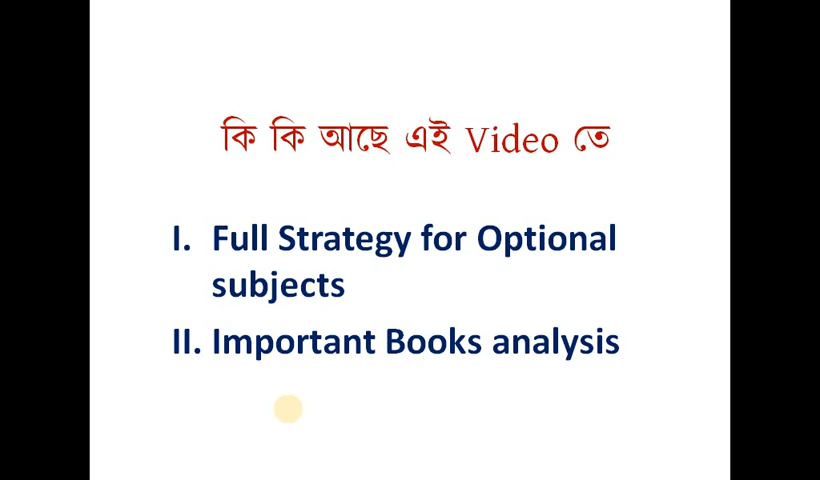 কি কি আছে এই Video তে
I. Full Strategy for Optional
subjects
II. Important Books analysis